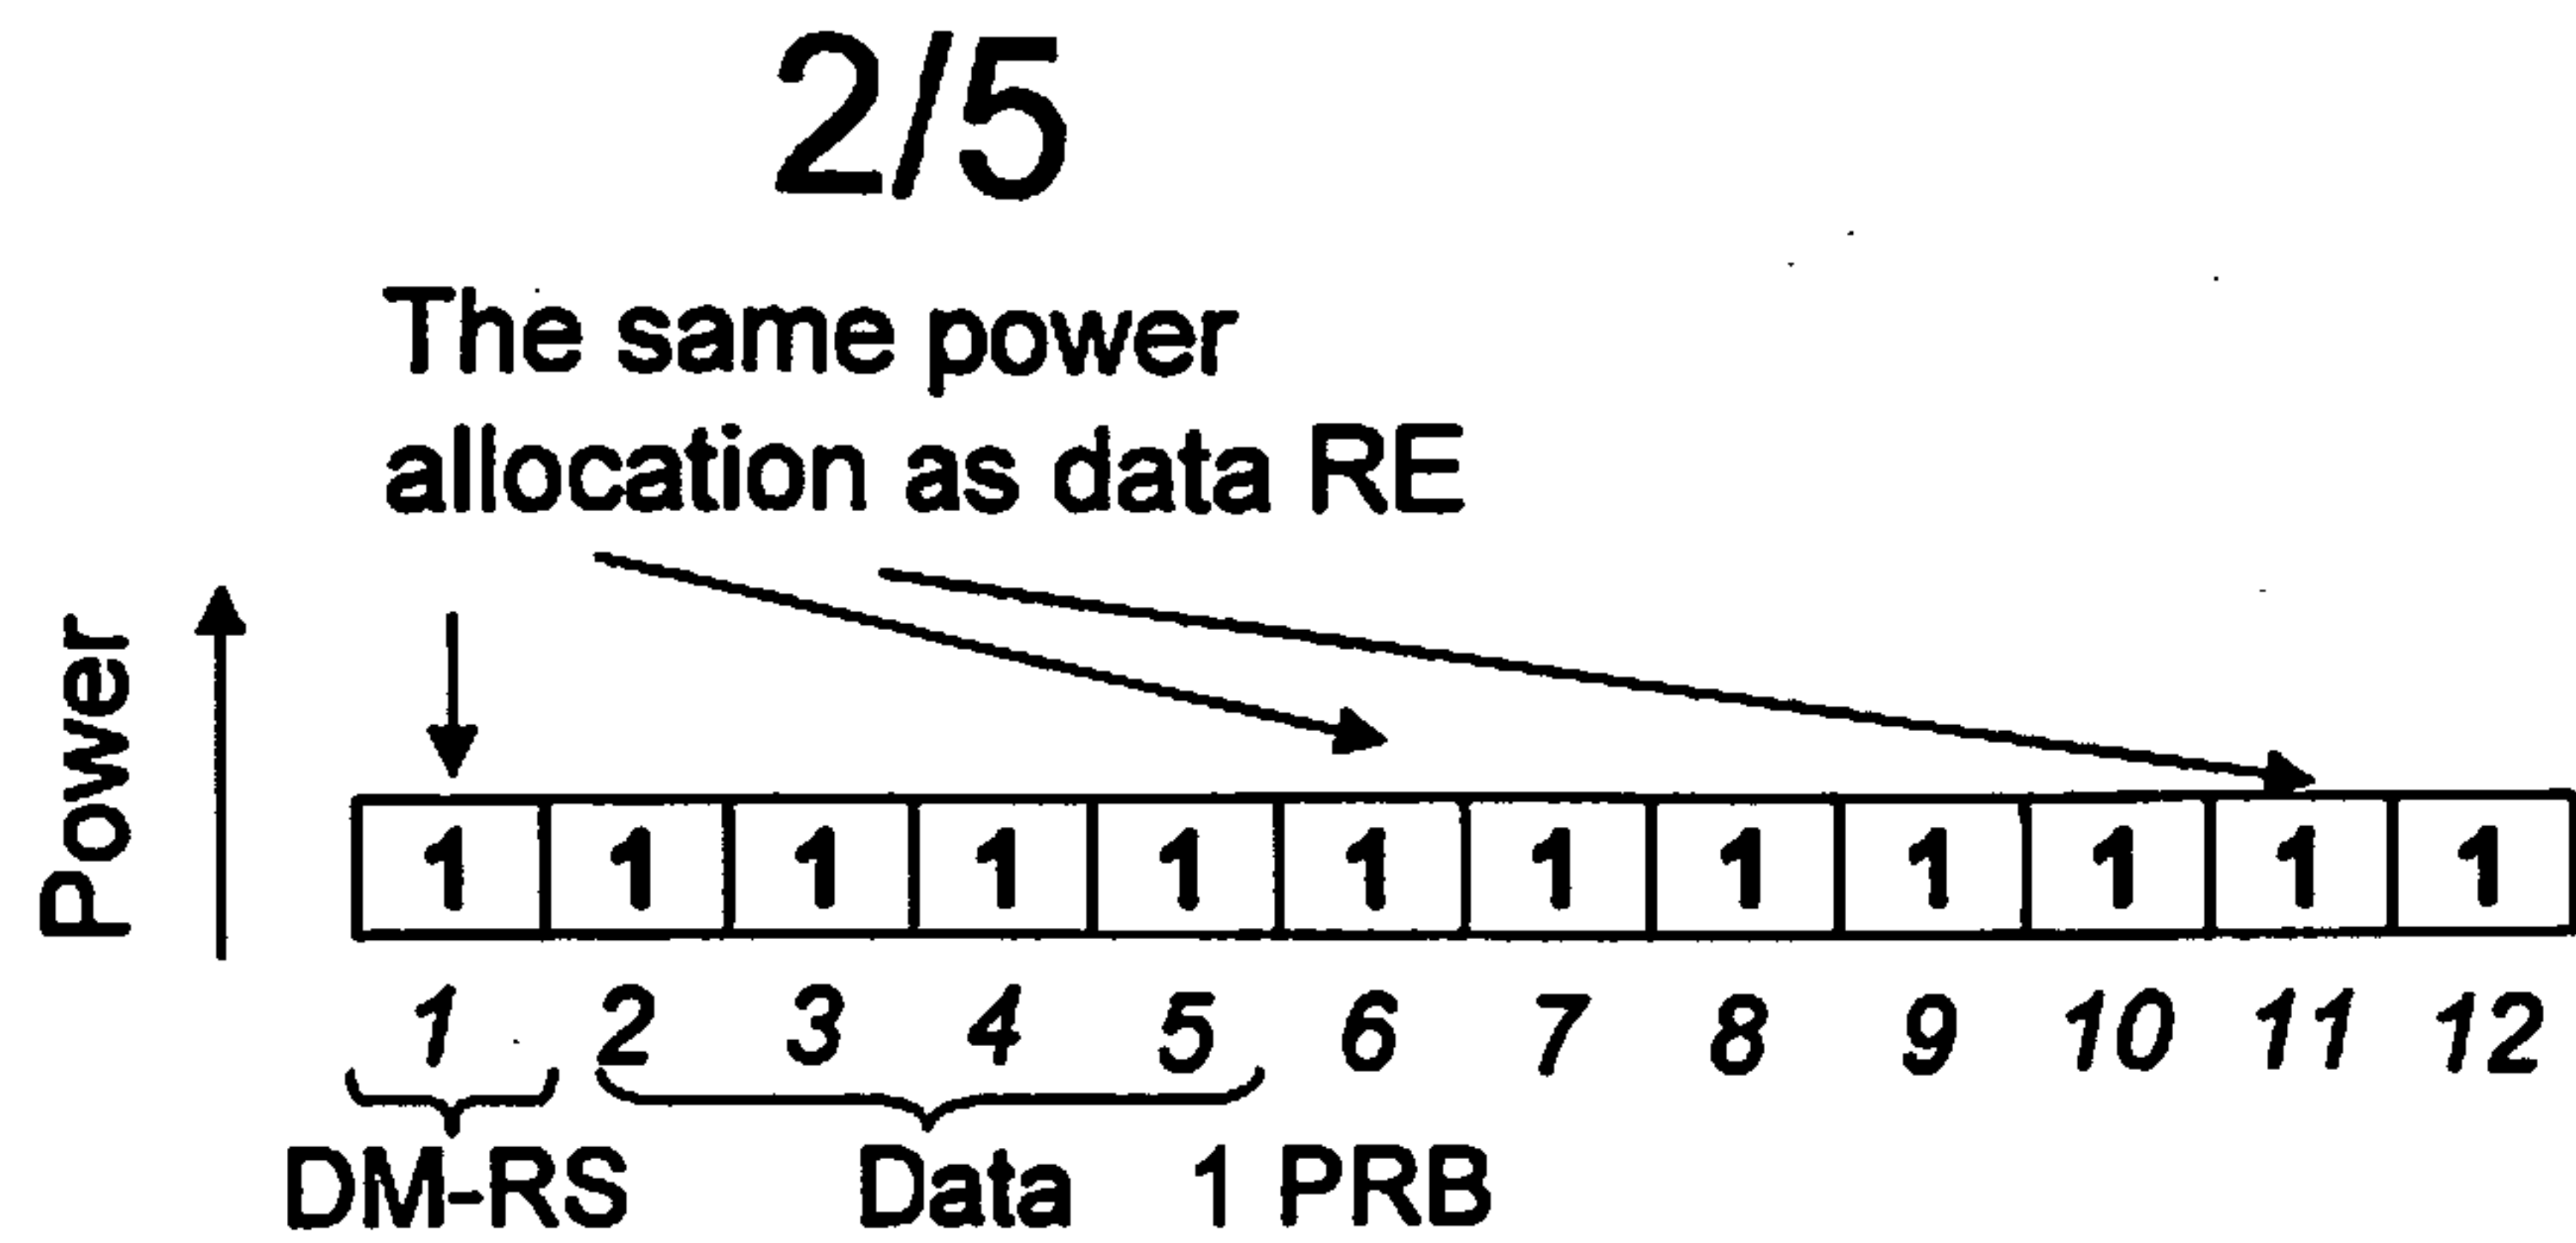 2/5
The same power
allocation as data RE
Power
1 1 1 1 1 1 1 1 1 1 1 1
1 2 3 4 5 6 7 8 9 10 11 12
DM-RS Data 1 PRB